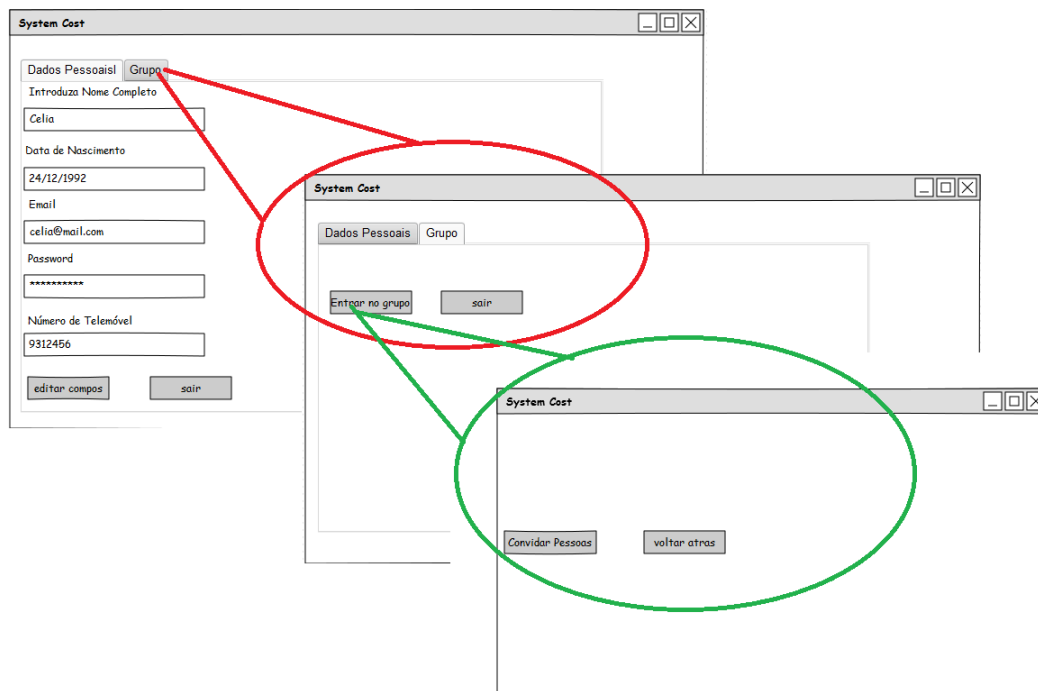 System Cost
Dados Pessoaisl Grupo
Introduza Nome Completo
Celia
Data de Nascimento
24/12/1992
Email
celia@mail.com
Password
**********
Número de Telemóvel
9312456
editar compos sair
System Cost
Dados Pessoais Grupo
Entrar no grupo sair
System Cost
Convidar Pessoas voltar atras